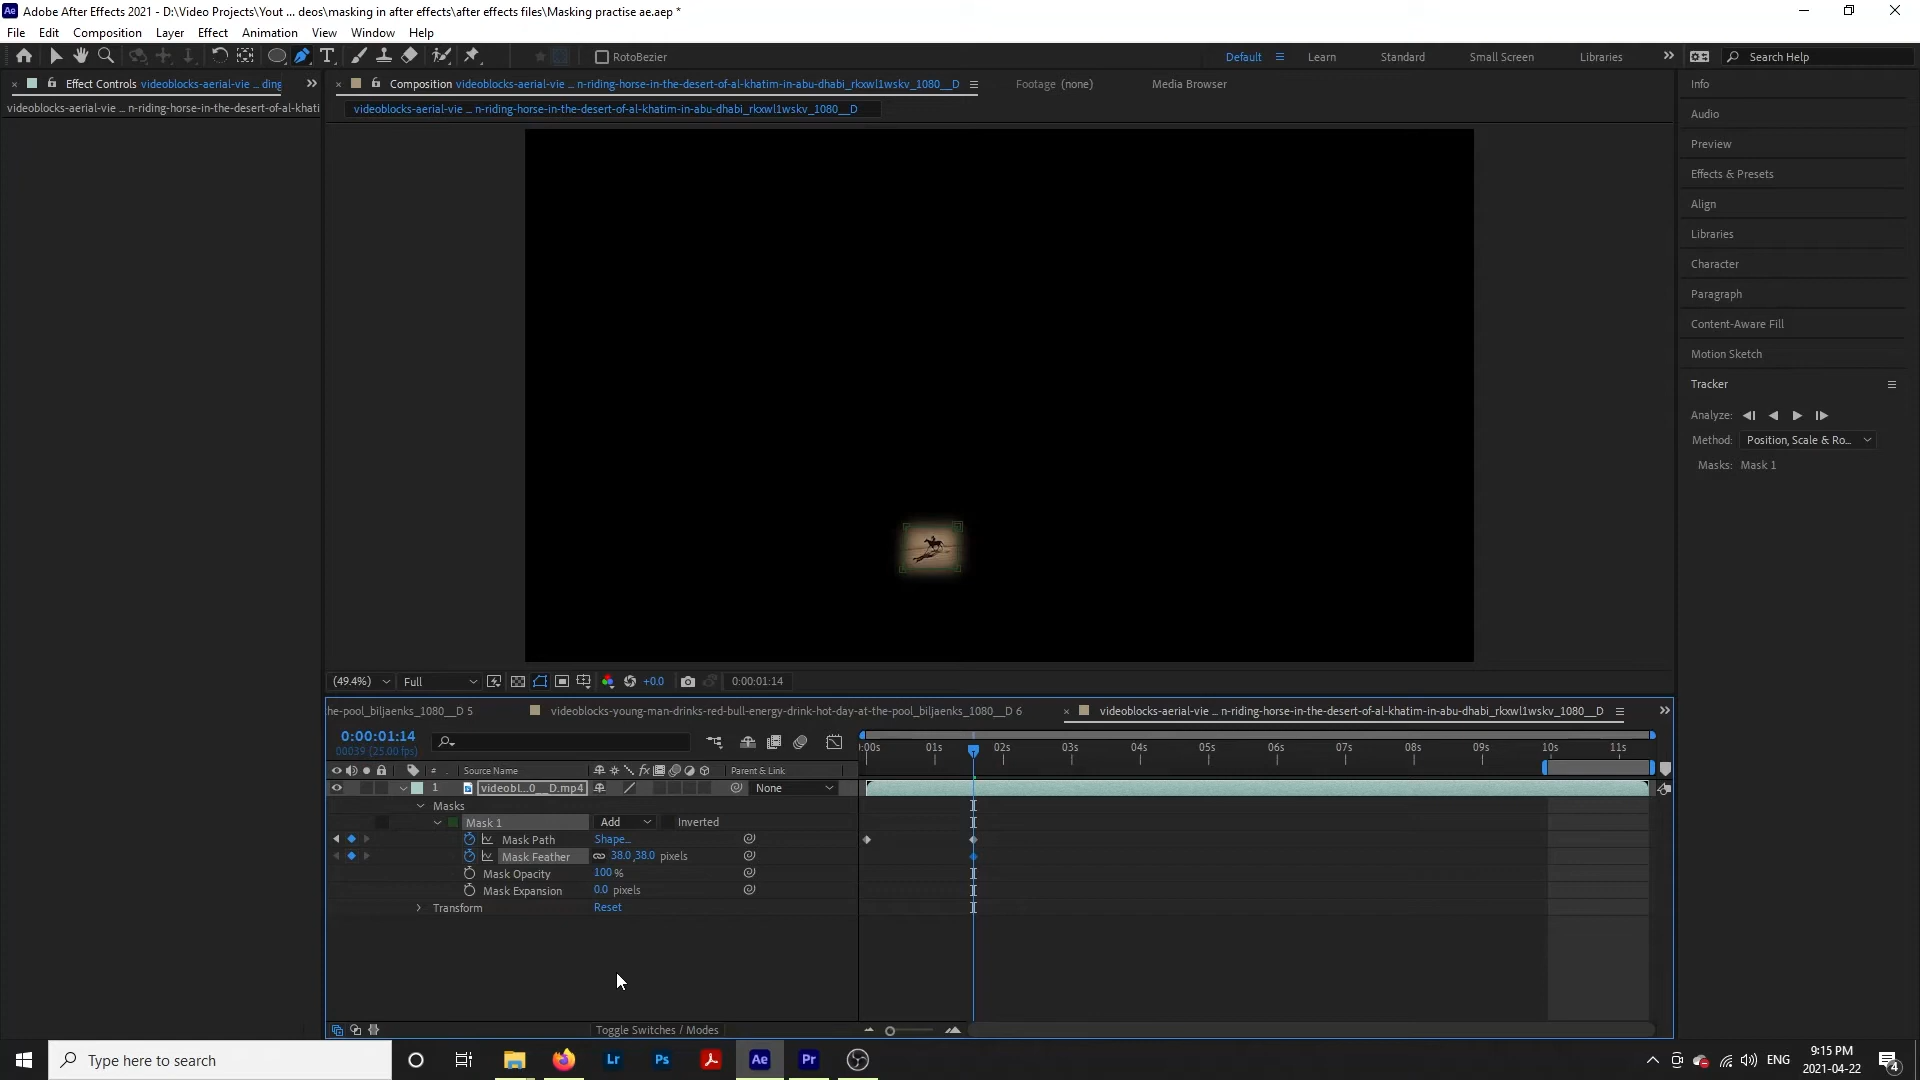 Ae Adobe After Effects 2021 - D:\Video Projects\Yout ... deos\masking in after effects\after effects files\Masking practise ae.aep *
File Edit Composition Layer Effect Animation View Window Help
RotoBezier Default Learn Standard Small Screen Libraries Search Help
Effect Controls videoblocks-aerial-vie ... ding
Composition videoblocks-aerial-vie ... n-riding-horse-in-the-desert-of-al-khatim-in-abu-dhabi_rkxwl1wskv_1080__D Footage (none) Media Browser
videoblocks-aerial-vie ... n-riding-horse-in-the-desert-of-al-khati
videoblocks-aerial-vie ... n-riding-horse-in-the-desert-of-al-khatim-in-abu-dhabi_rkxwl1wskv_1080__D
Info
Audio
Preview
Effects & Presets
Align
Libraries
Character
Paragraph
Content-Aware Fill
Motion Sketch
Tracker
Analyze:
Method: Position, Scale & Ro...
Masks: Mask 1
(49.4%) Full +0.0 0:00:01:14
he-pool_biljaenks_1080__D 5 videoblocks-young-man-drinks-red-bull-energy-drink-hot-day-at-the-pool_biljaenks_1080__D 6 videoblocks-aerial-vie ... n-riding-horse-in-the-desert-of-al-khatim-in-abu-dhabi_rkxwl1wskv_1080__D
0:00:01:14
00039 (25.00 fps)
:00s 01s 02s 03s 04s 05s 06s 07s 08s 09s 10s 11s
# Source Name fx Parent & Link
1 videobl...0__D.mp4 None
Masks
Mask 1 Add Inverted
Mask Path Shape...
Mask Feather 38.0,38.0 pixels
Mask Opacity 100 %
Mask Expansion 0.0 pixels
Transform Reset
Toggle Switches / Modes
Type here to search Lr Ps Ae Pr ENG 9:15 PM
2021-04-22 4